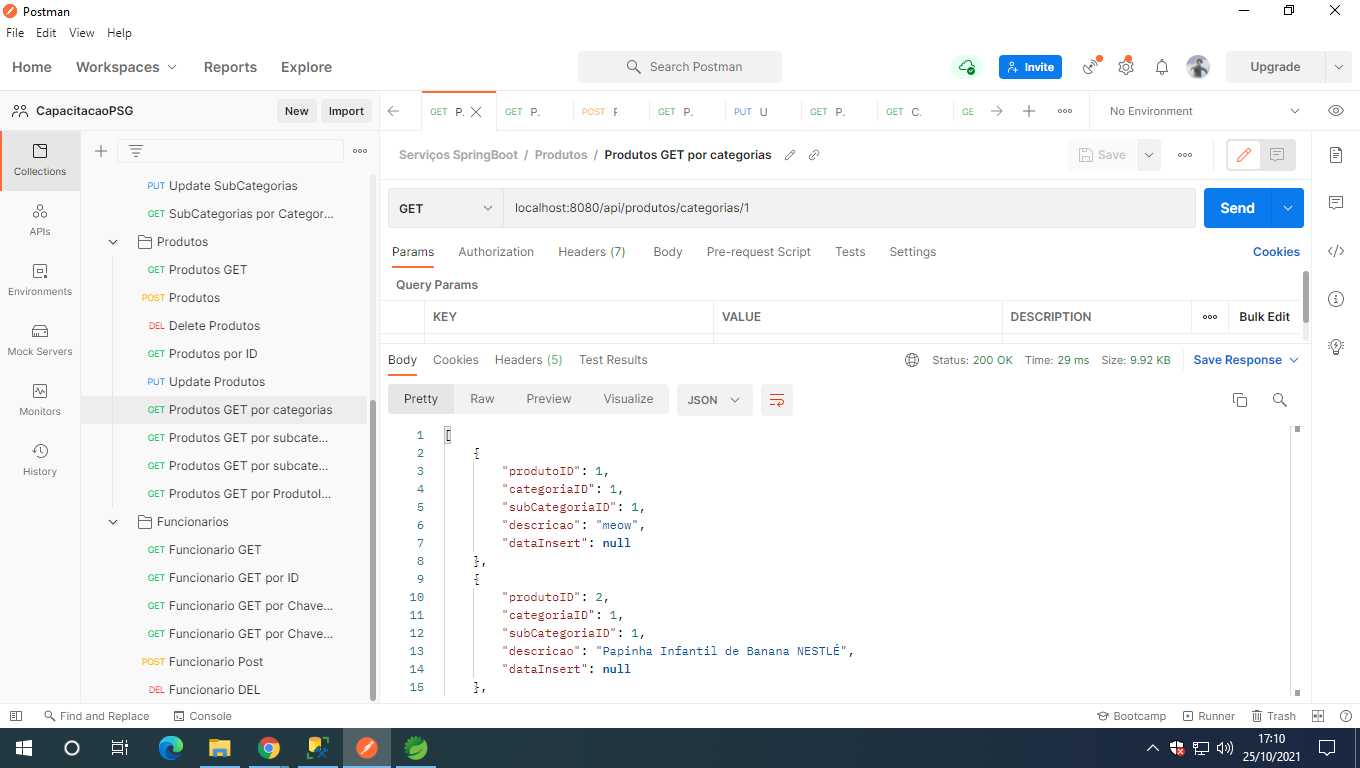 Postman
File Edit View Help
Home Workspaces Reports Explore Search Postman Invite Upgrade
CapacitacaoPSG New Import GET P. GET P. POST F GET P. PUT U GET P. GET C. GE No Environment
Collections
APIs
Environments
Mock Servers
Monitors
History
PUT Update SubCategorias
GET SubCategorias por Categor...
Produtos
GET Produtos GET
POST Produtos
DEL Delete Produtos
GET Produtos por ID
PUT Update Produtos
GET Produtos GET por categorias
GET Produtos GET por subcate...
GET Produtos GET por subcate...
GET Produtos GET por ProdutoI...
Funcionarios
GET Funcionario GET
GET Funcionario GET por ID
GET Funcionario GET por Chave...
GET Funcionario GET por Chave...
POST Funcionario Post
DEL Funcionario DEL
Serviços SpringBoot / Produtos / Produtos GET por categorias Save
GET localhost:8080/api/produtos/categorias/1 Send
Params Authorization Headers (7) Body Pre-request Script Tests Settings Cookies
Query Params
KEY VALUE DESCRIPTION Bulk Edit
Body Cookies Headers (5) Test Results Status: 200 OK Time: 29 ms Size: 9.92 KB Save Response
Pretty Raw Preview Visualize JSON
1 [
2 {
3 "produtoID": 1,
4 "categoriaID": 1,
5 "subCategoriaID": 1,
6 "descricao": "meow",
7 "dataInsert": null
8 },
9 {
10 "produtoID": 2,
11 "categoriaID": 1,
12 "subCategoriaID": 1,
13 "descricao": "Papinha Infantil de Banana NESTLÉ",
14 "dataInsert": null
15 },
Find and Replace Console Bootcamp Runner Trash
17:10
25/10/2021